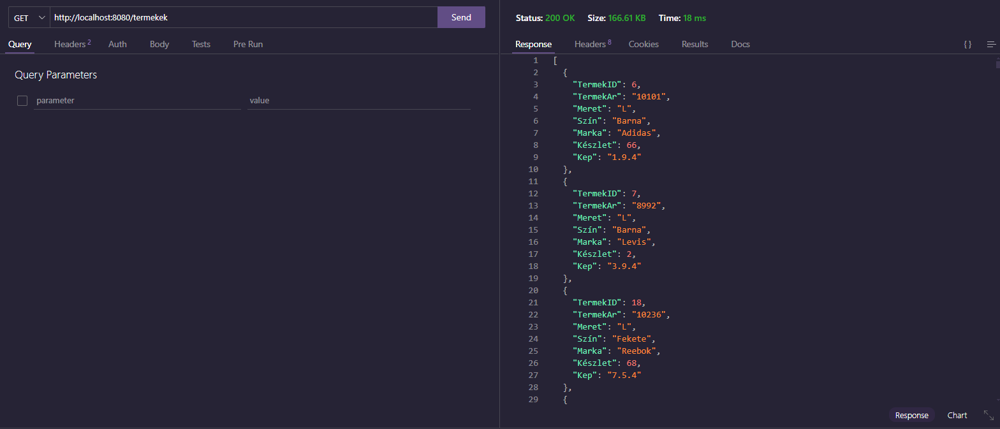 GET http://localhost:8080/termekek Send
Query Headers 2 Auth Body Tests Pre Run
Query Parameters
parameter value
Status: 200 OK Size: 166.61 KB Time: 18 ms
Response Headers 8 Cookies Results Docs { }
1 [
2 {
3 "TermekID": 6,
4 "TermekAr": "10101",
5 "Meret": "L",
6 "Szín": "Barna",
7 "Marka": "Adidas",
8 "Készlet": 66,
9 "Kep": "1.9.4"
10 },
11 {
12 "TermekID": 7,
13 "TermekAr": "8992",
14 "Meret": "L",
15 "Szín": "Barna",
16 "Marka": "Levis",
17 "Készlet": 2,
18 "Kep": "3.9.4"
19 },
20 {
21 "TermekID": 18,
22 "TermekAr": "10236",
23 "Meret": "L",
24 "Szín": "Fekete",
25 "Marka": "Reebok",
26 "Készlet": 68,
27 "Kep": "7.5.4"
28 },
29 {
Response Chart